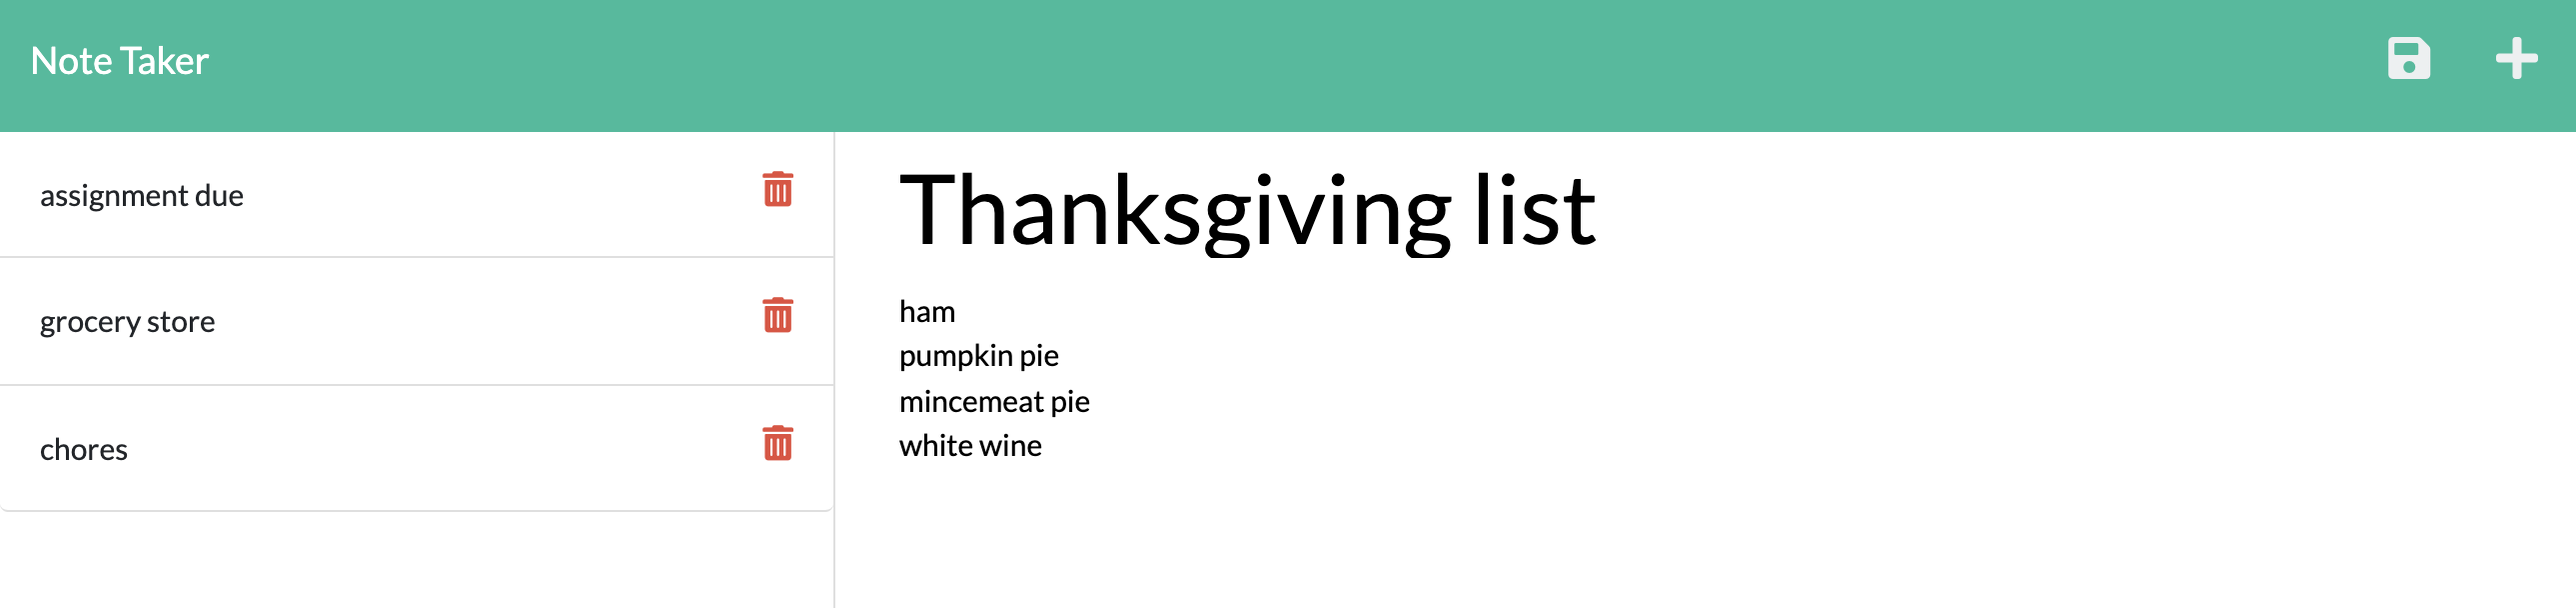 Note Taker
assignment due
grocery store
chores
Thanksgiving list
ham
pumpkin pie
mincemeat pie
white wine